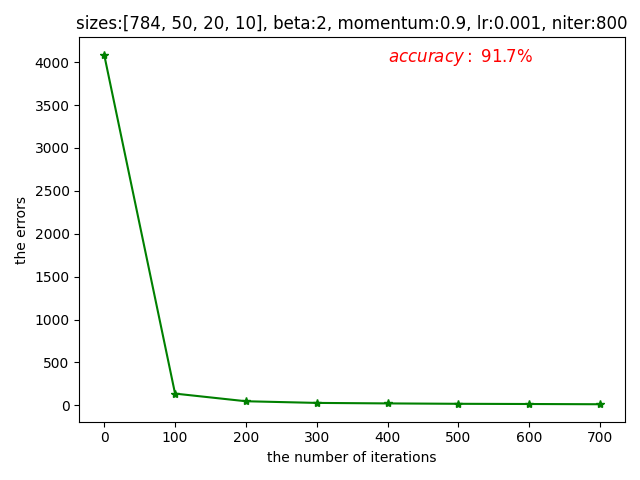 sizes:[784, 50, 20, 10], beta:2, momentum:0.9, lr:0.001, niter:800
accuracy: 91.7%
4000
3500
3000
2500
2000
1500
1000
500
0
the errors
0 100 200 300 400 500 600 700
the number of iterations